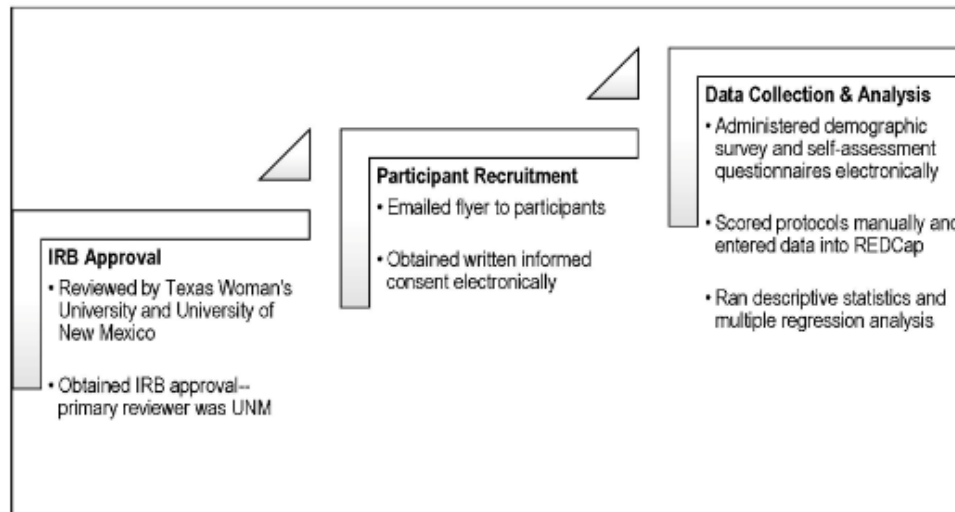 IRB Approval
• Reviewed by Texas Woman's
University and University of
New Mexico
• Obtained IRB approval--
primary reviewer was UNM
Participant Recruitment
• Emailed flyer to participants
• Obtained written informed
consent electronically
Data Collection & Analysis
• Administered demographic
survey and self-assessment
questionnaires electronically
• Scored protocols manually and
entered data into REDCap
• Ran descriptive statistics and
multiple regression analysis